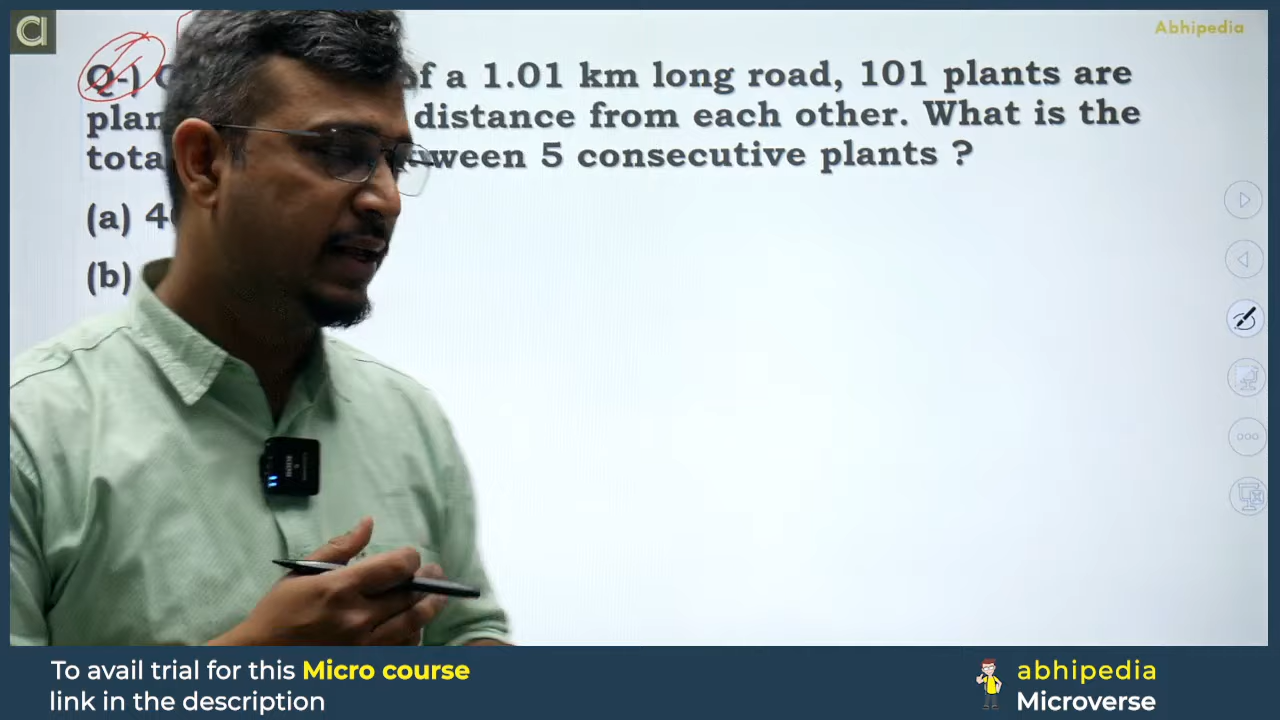 Abhipedia
Q-) of a 1.01 km long road, 101 plants are
distance from each other. What is the
5 consecutive plants ?
(a)
(b)
To avail trial for this Micro course
link in the description
abhipedia
Microverse